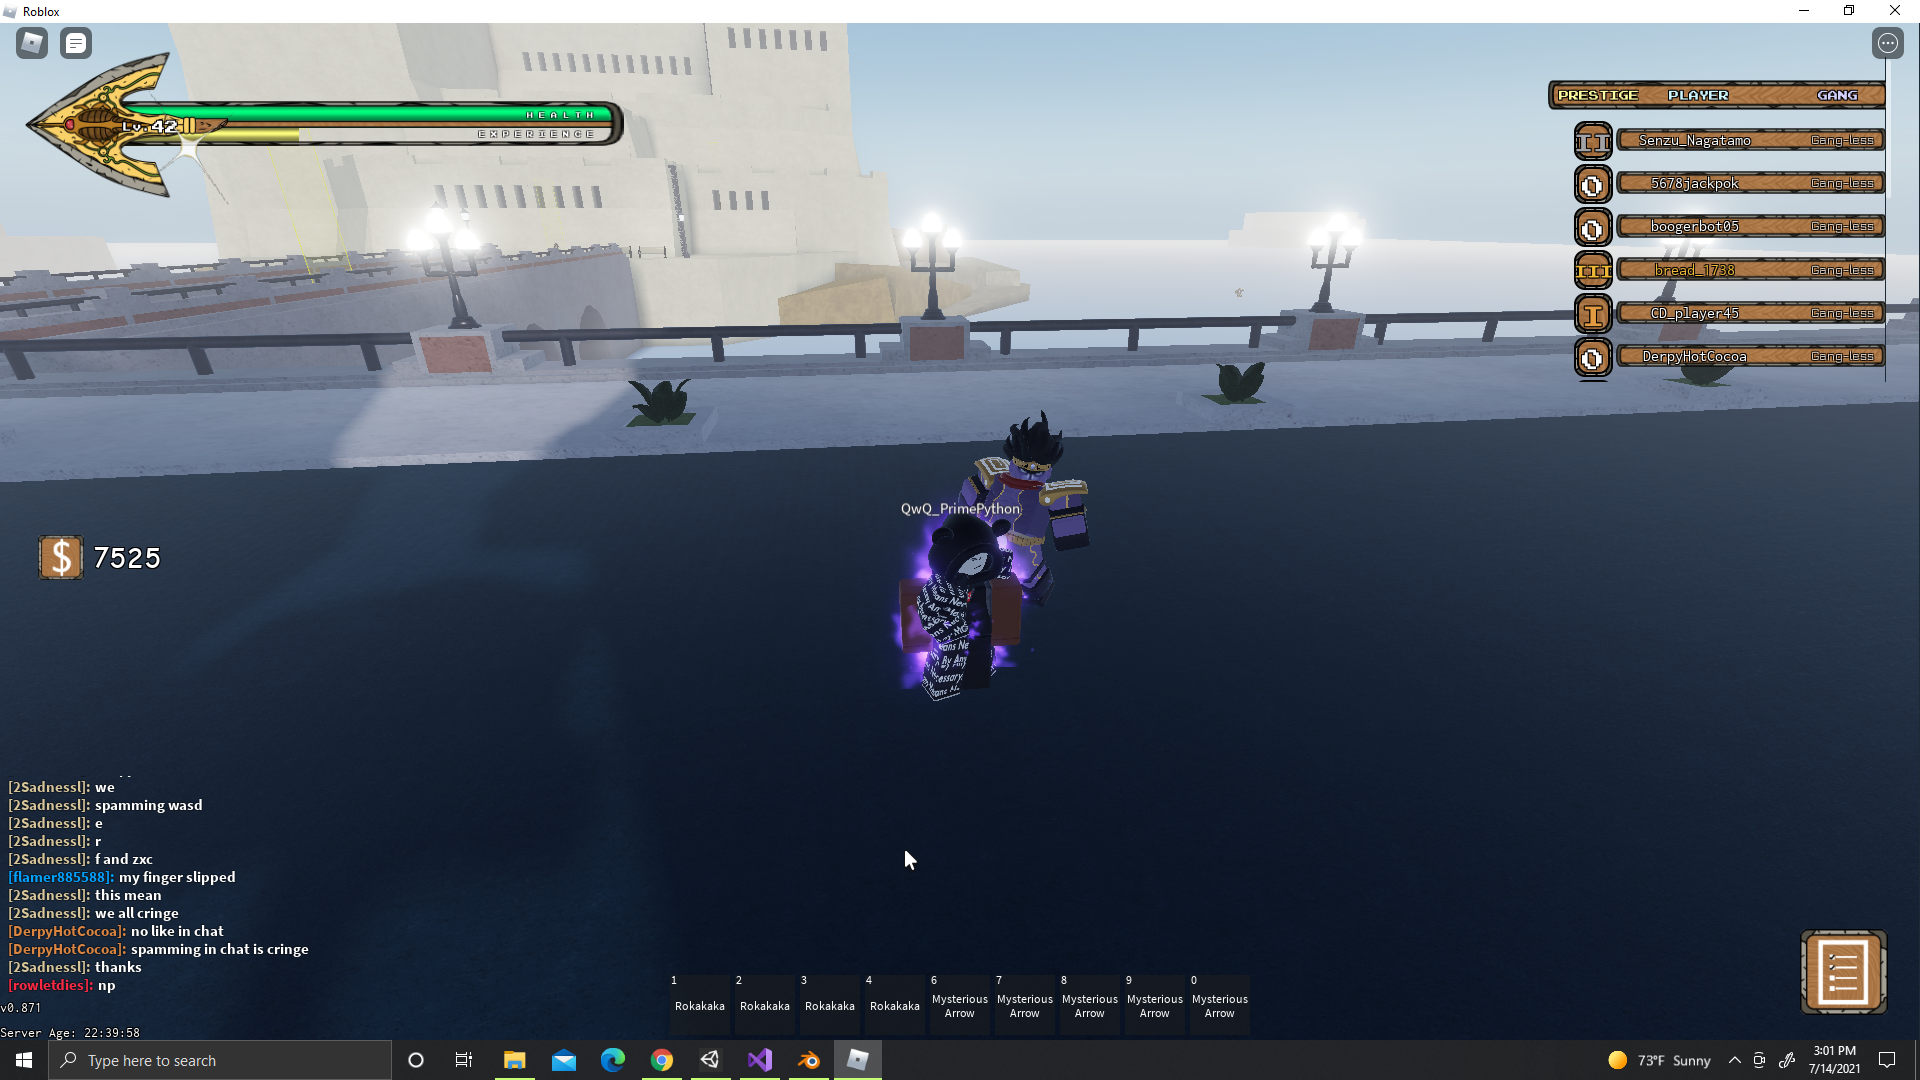 Roblox
Lv.42
HEALTH
EXPERIENCE
PRESTIGE PLAYER GANG
II Senzu_Nagatamo Gang-less
0 5678jackpok Gang-less
0 boogerbot05 Gang-less
III bread_1738 Gang-less
I CD_player45 Gang-less
0 DerpyHotCocoa Gang-less
QwQ_PrimePython
$ 7525
[2Sadnessl]: we
[2Sadnessl]: spamming wasd
[2Sadnessl]: e
[2Sadnessl]: r
[2Sadnessl]: f and zxc
[flamer885588]: my finger slipped
[2Sadnessl]: this mean
[2Sadnessl]: we all cringe
[DerpyHotCocoa]: no like in chat
[DerpyHotCocoa]: spamming in chat is cringe
[2Sadnessl]: thanks
[rowletdies]: np
v0.871
Server Age: 22:39:58
1 2 3 4 6 7 8 9 0
Rokakaka Rokakaka Rokakaka Rokakaka Mysterious Mysterious Mysterious Mysterious Mysterious
Arrow Arrow Arrow Arrow Arrow
Type here to search
73°F Sunny
3:01 PM
7/14/2021